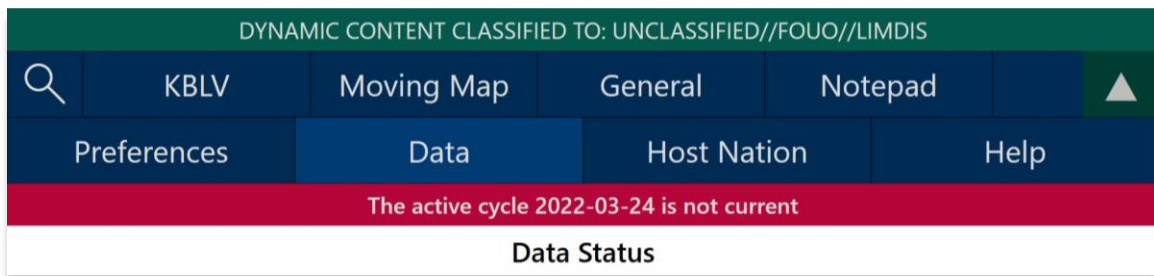 DYNAMIC CONTENT CLASSIFIED TO: UNCLASSIFIED//FOUO//LIMDIS
KBLV Moving Map General Notepad
Preferences Data Host Nation Help
The active cycle 2022-03-24 is not current
Data Status